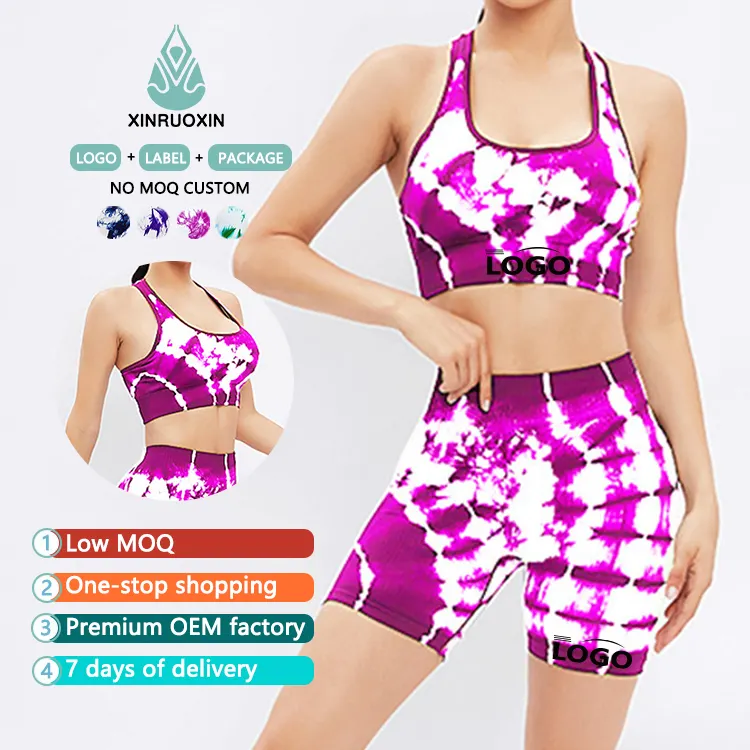 XINRUOXIN
LOGO + LABEL + PACKAGE
NO MOQ CUSTOM
LOGO
1 Low MOQ
2 One-stop shopping
3 Premium OEM factory
4 7 days of delivery
LOGO